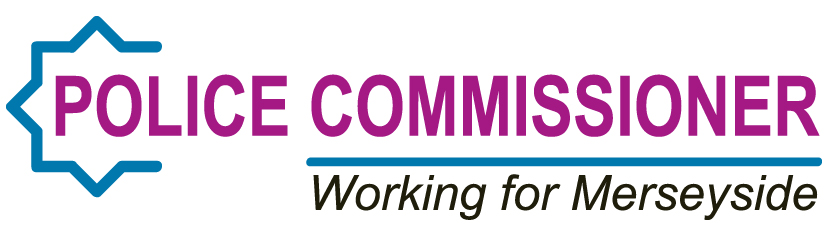 POLICE COMMISSIONER
Working for Merseyside